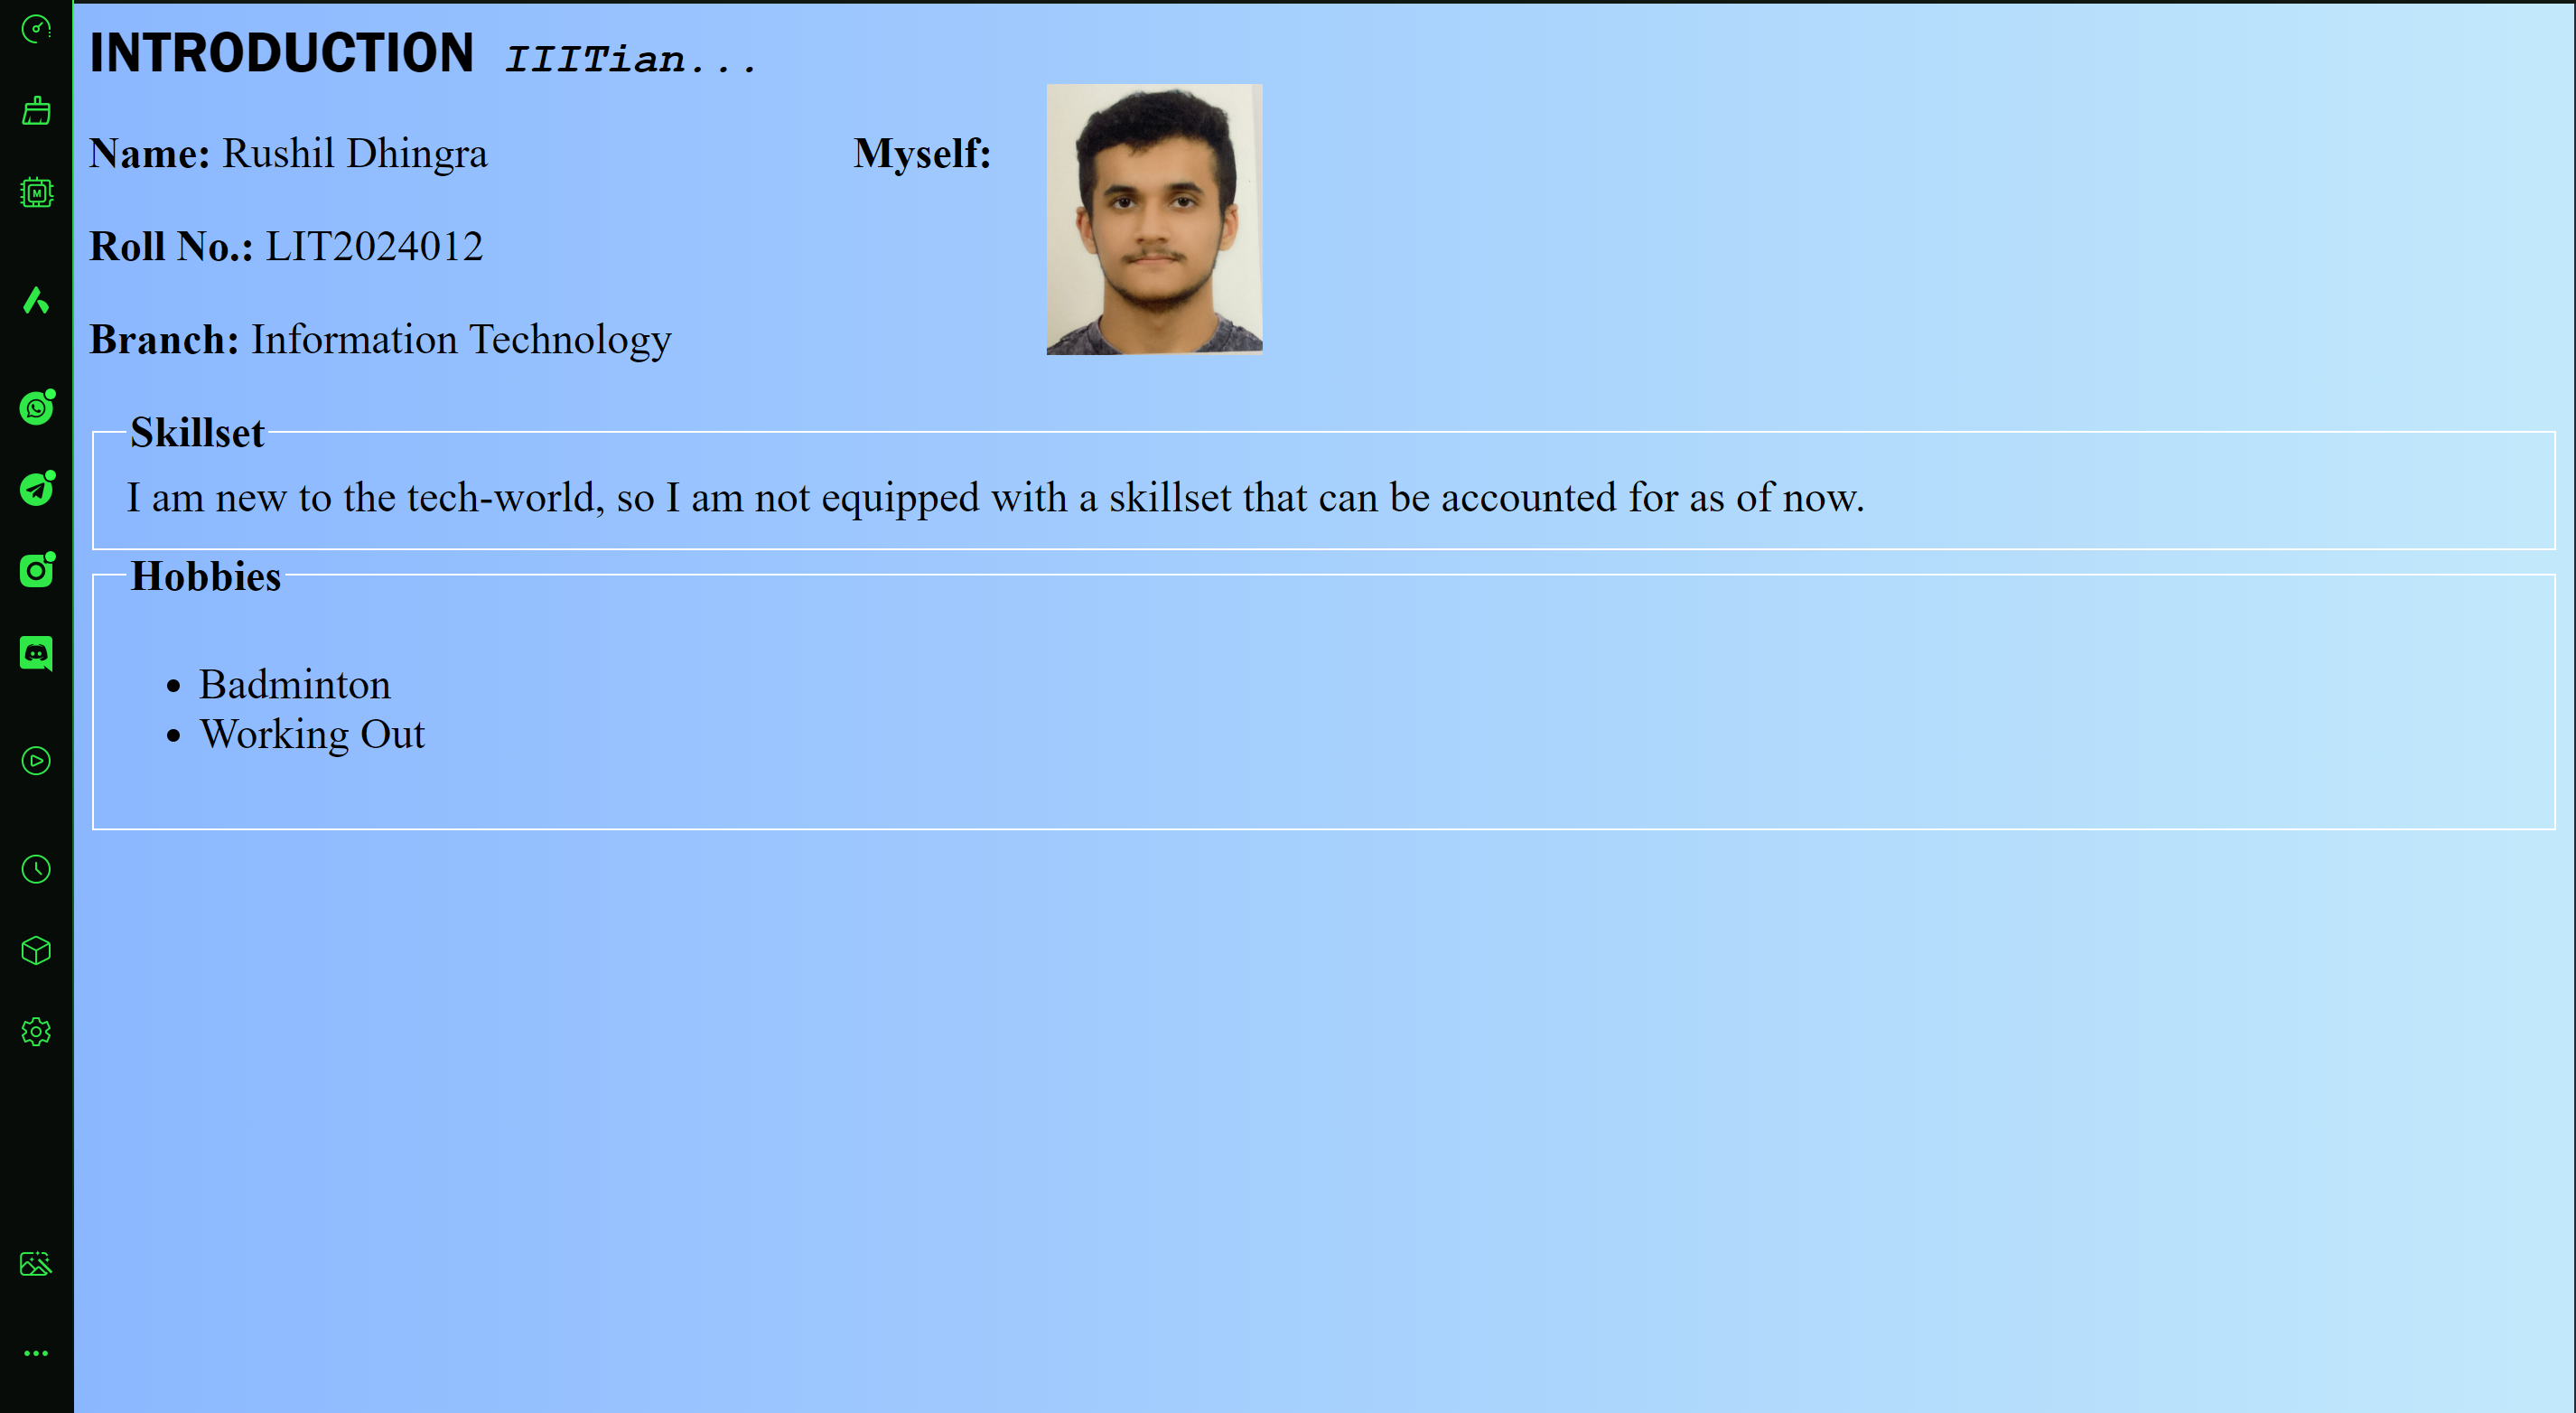 INTRODUCTION IIITian...
Name: Rushil Dhingra
Myself:
Roll No.: LIT2024012
Branch: Information Technology
Skillset
I am new to the tech-world, so I am not equipped with a skillset that can be accounted for as of now.
Hobbies
Badminton
Working Out